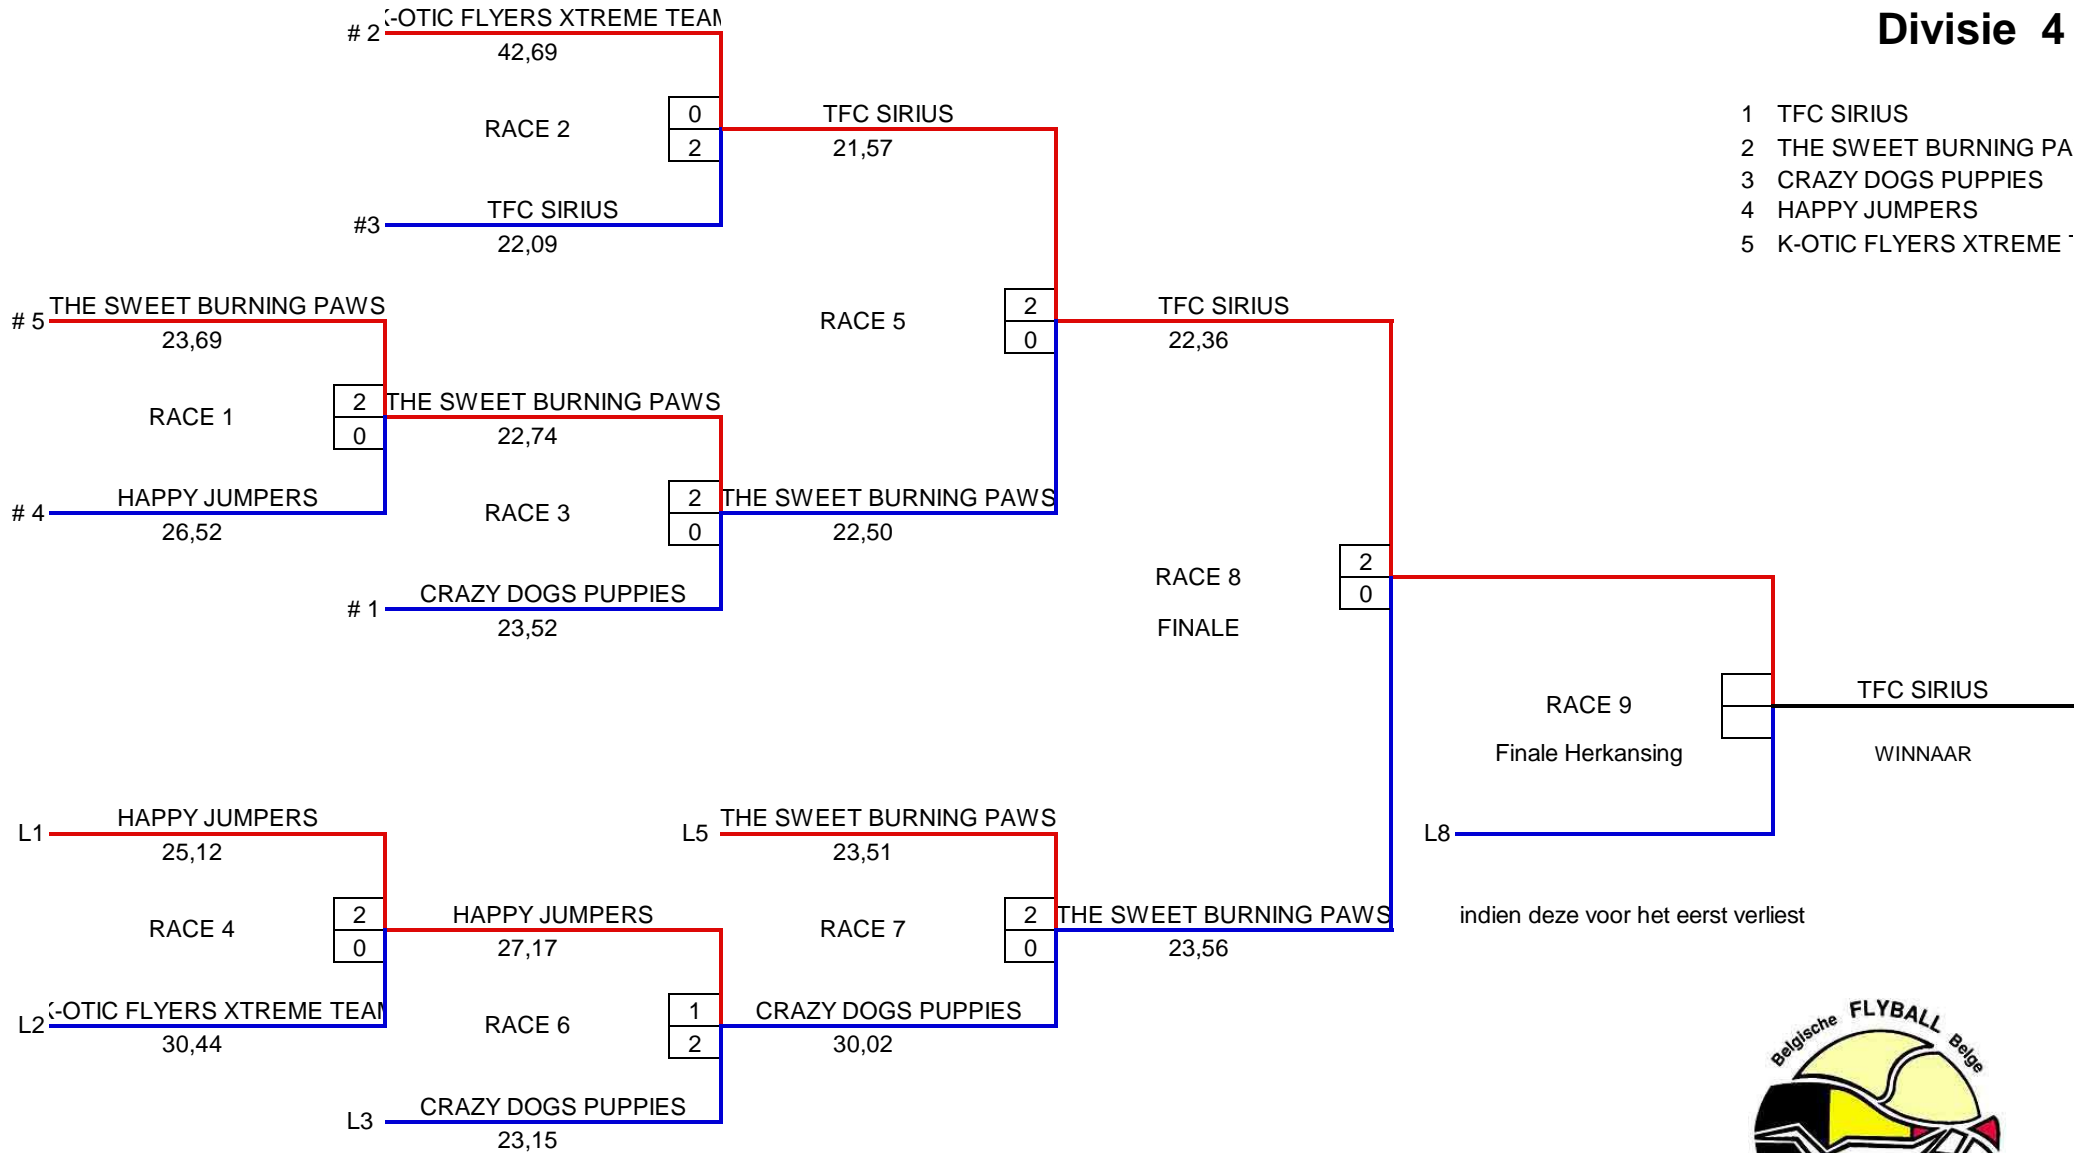 Divisie 4
K-OTIC FLYERS XTREME TEAM
# 2
42,69
RACE 2
0
2
TFC SIRIUS
#3
22,09
TFC SIRIUS
21,57
1 TFC SIRIUS
2 THE SWEET BURNING PA
3 CRAZY DOGS PUPPIES
4 HAPPY JUMPERS
5 K-OTIC FLYERS XTREME
# 5
THE SWEET BURNING PAWS
23,69
RACE 1
2
0
HAPPY JUMPERS
# 4
26,52
THE SWEET BURNING PAWS
22,74
RACE 3
2
0
CRAZY DOGS PUPPIES
# 1
23,52
RACE 5
2
0
THE SWEET BURNING PAWS
22,50
TFC SIRIUS
22,36
RACE 8
2
0
FINALE
RACE 9
Finale Herkansing
TFC SIRIUS
WINNAAR
L8
indien deze voor het eerst verliest
HAPPY JUMPERS
L1
25,12
RACE 4
2
0
K-OTIC FLYERS XTREME TEAM
L2
30,44
HAPPY JUMPERS
27,17
RACE 6
1
2
CRAZY DOGS PUPPIES
L3
23,15
THE SWEET BURNING PAWS
L5
23,51
RACE 7
2
0
CRAZY DOGS PUPPIES
30,02
THE SWEET BURNING PAWS
23,56
Belgische FLYBALL Belge